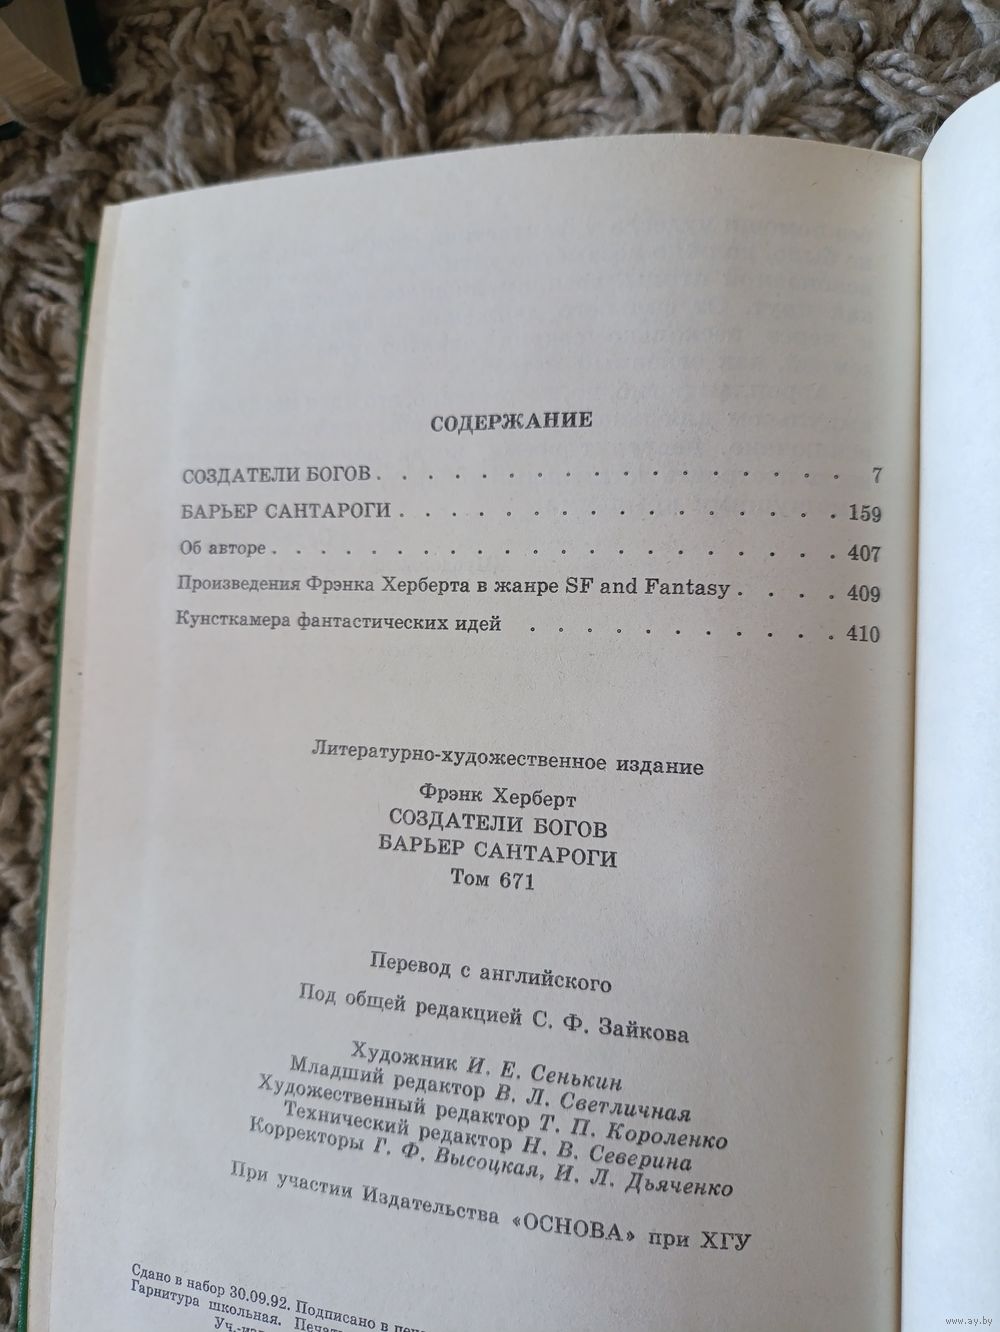 СОДЕРЖАНИЕ
СОЗДАТЕЛИ БОГОВ . . . . . . . . . . . . . . . . . . 7
БАРЬЕР САНТАРОГИ . . . . . . . . . . . . . . . . . 159
Об авторе . . . . . . . . . . . . . . . . . . . . . . 407
Произведения Фрэнка Херберта в жанре SF and Fantasy . . . . 409
Кунсткамера фантастических идей . . . . . . . . . . . 410
Литературно-художественное издание
Фрэнк Херберт
СОЗДАТЕЛИ БОГОВ
БАРЬЕР САНТАРОГИ
Том 671
Перевод с английского
Под общей редакцией С. Ф. Зайкова
Художник И. Е. Сенькин
Младший редактор В. Л. Светличная
Художественный редактор Т. П. Короленко
Технический редактор Н. В. Северина
Корректоры Г. Ф. Высоцкая, И. Л. Дьяченко
При участии Издательства «ОСНОВА» при ХГУ
Сдано в набор 30.09.92. Подписано в
Гарнитура школьная.
www.ay.by